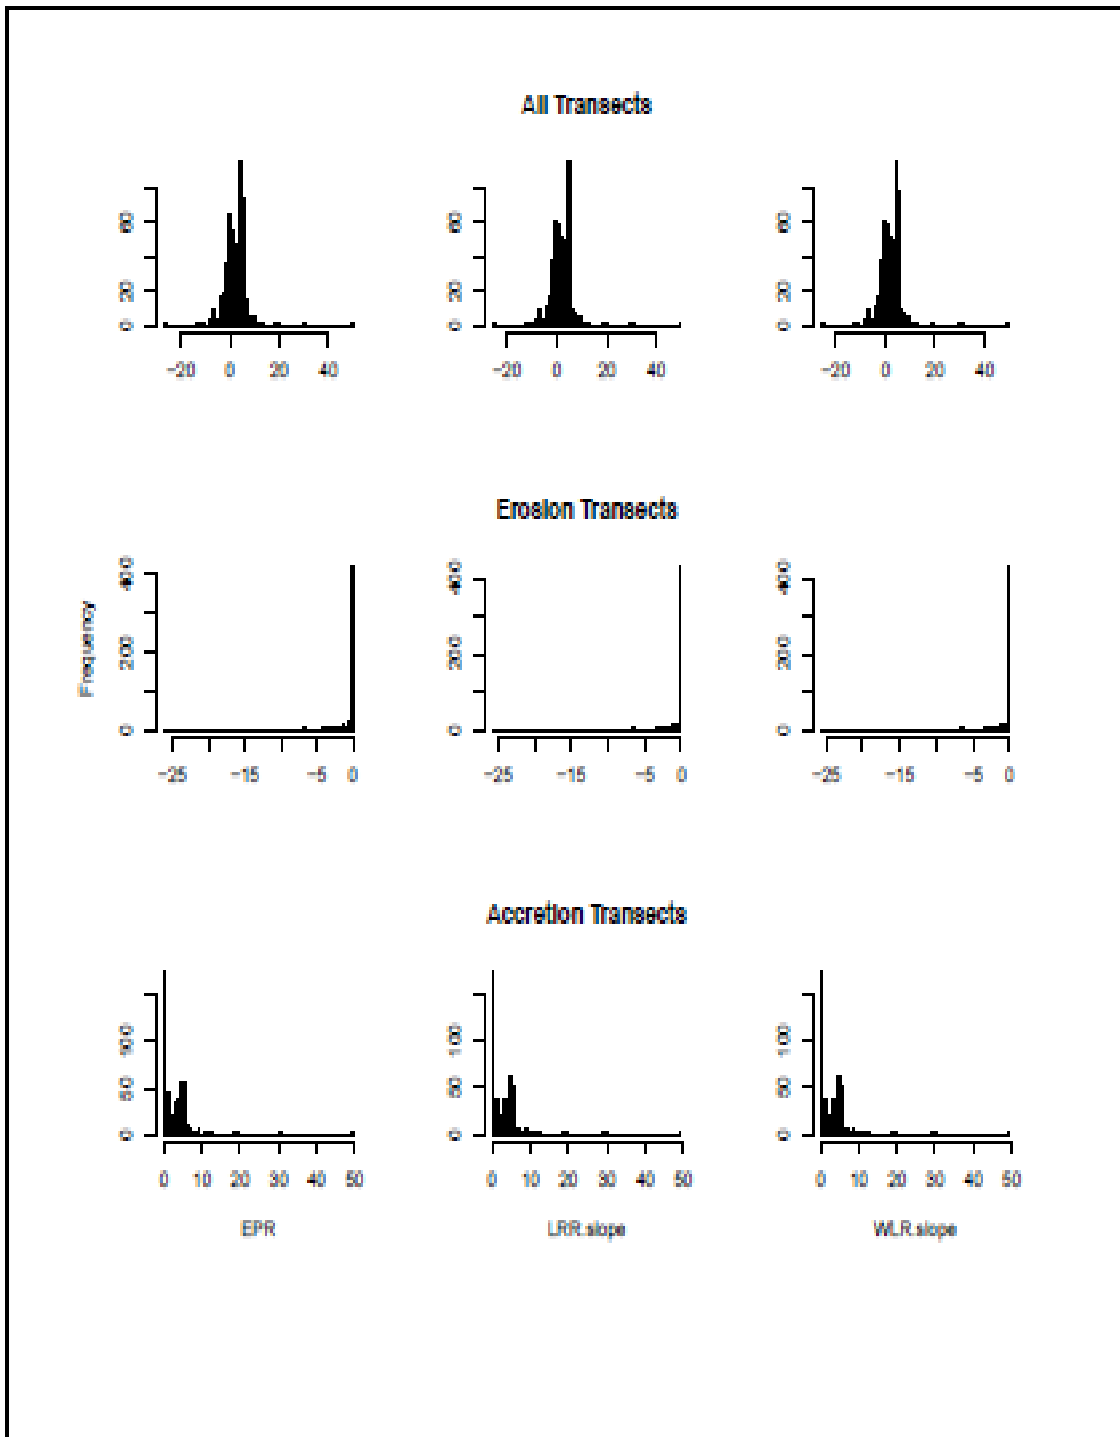 All Transects
0 20 60
−20 0 20 40
0 20 60
−20 0 20 40
0 20 60
−20 0 20 40
Erosion Transects
Frequency
0 200 400
−25 −15 −5 0
0 200 400
−25 −15 −5 0
0 200 400
−25 −15 −5 0
Accretion Transects
0 50 100
0 10 20 30 40 50
0 50 100
0 10 20 30 40 50
0 50 100
0 10 20 30 40 50
EPR
LRR.slope
WLR.slope